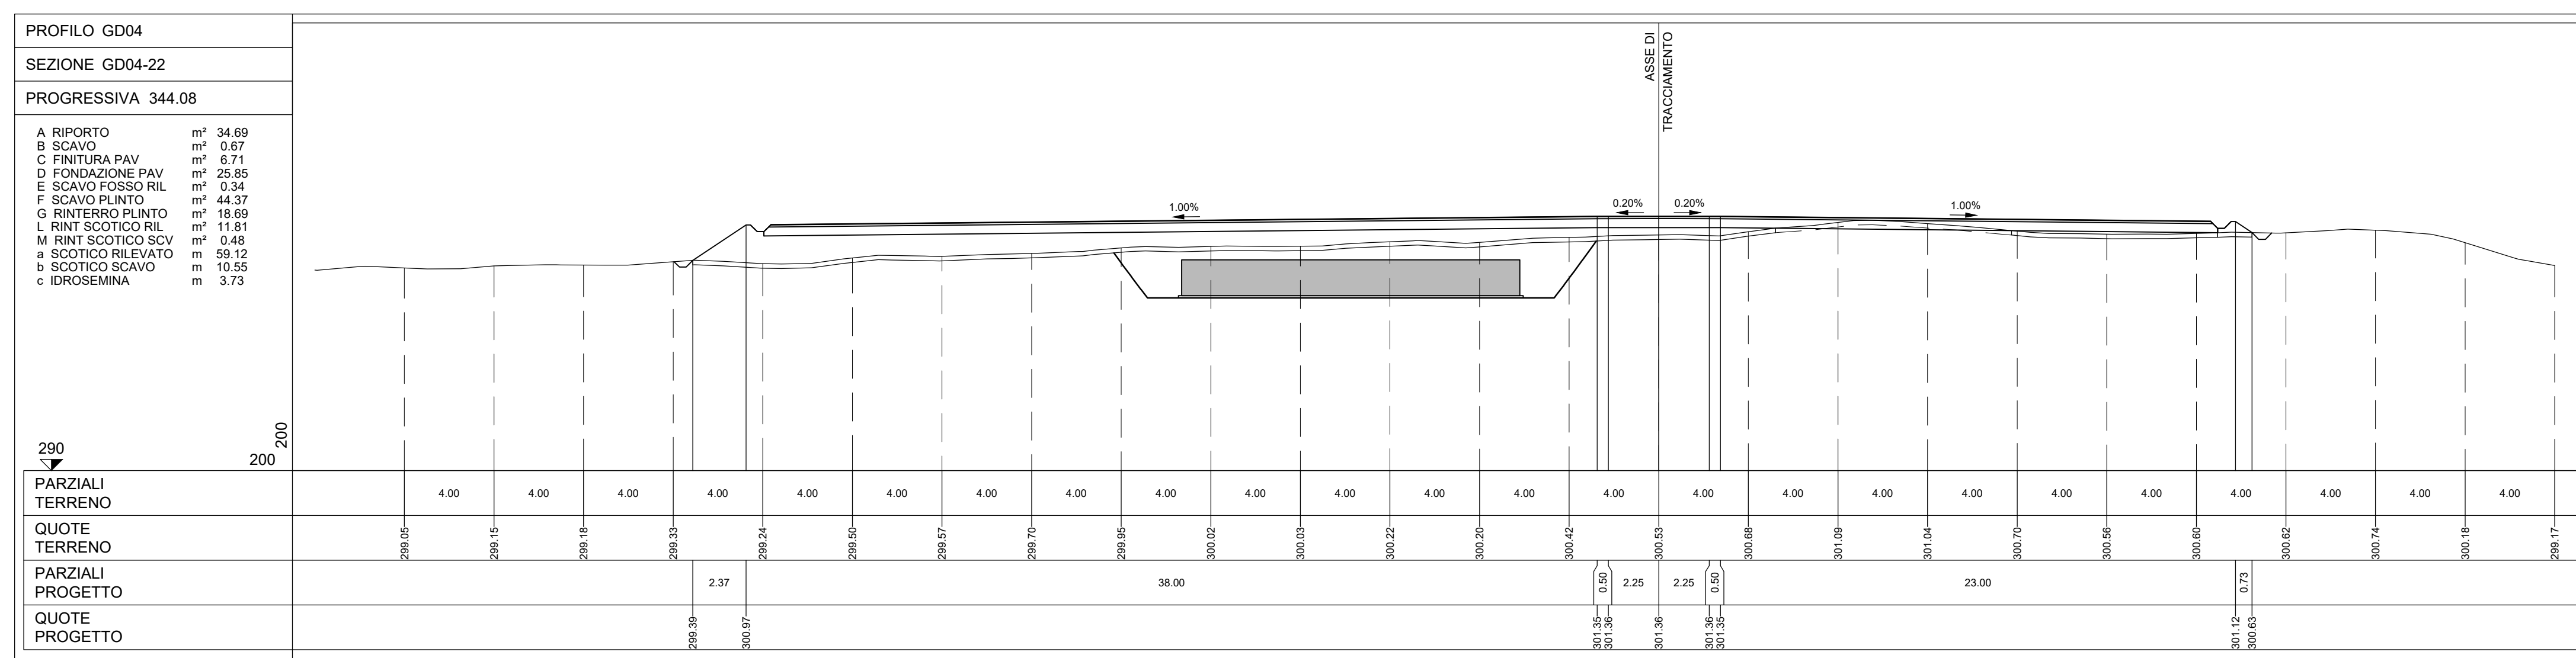 PROFILO GD04
SEZIONE GD04-22
PROGRESSIVA 344.08
A RIPORTO m² 34.69
B SCAVO m² 0.67
C FINITURA PAV m² 6.71
D FONDAZIONE PAV m² 25.85
E SCAVO FOSSO RIL m² 0.34
F SCAVO PLINTO m² 44.37
G RINTERRO PLINTO m² 18.69
L RINT SCOTICO RIL m² 11.81
M RINT SCOTICO SCV m² 0.48
a SCOTICO RILEVATO m 59.12
b SCOTICO SCAVO m 10.55
c IDROSEMINA m 3.73
ASSE DI
TRACCIAMENTO
1.00% 0.20% 0.20% 1.00%
290
200
200
PARZIALI
TERRENO
4.00 4.00 4.00 4.00 4.00 4.00 4.00 4.00 4.00 4.00 4.00 4.00 4.00 4.00 4.00 4.00 4.00 4.00 4.00 4.00 4.00 4.00 4.00 4.00
QUOTE
TERRENO
299.05 299.15 299.18 299.33 299.24 299.50 299.57 299.70 299.95 300.02 300.03 300.22 300.20 300.42 300.53 300.68 301.09 301.04 300.70 300.56 300.60 300.62 300.74 300.18 299.17
PARZIALI
PROGETTO
2.37 38.00 0.50 2.25 2.25 0.50 23.00 0.73
QUOTE
PROGETTO
299.39 300.97 301.35 301.36 301.36 301.36 301.35 301.12 300.63